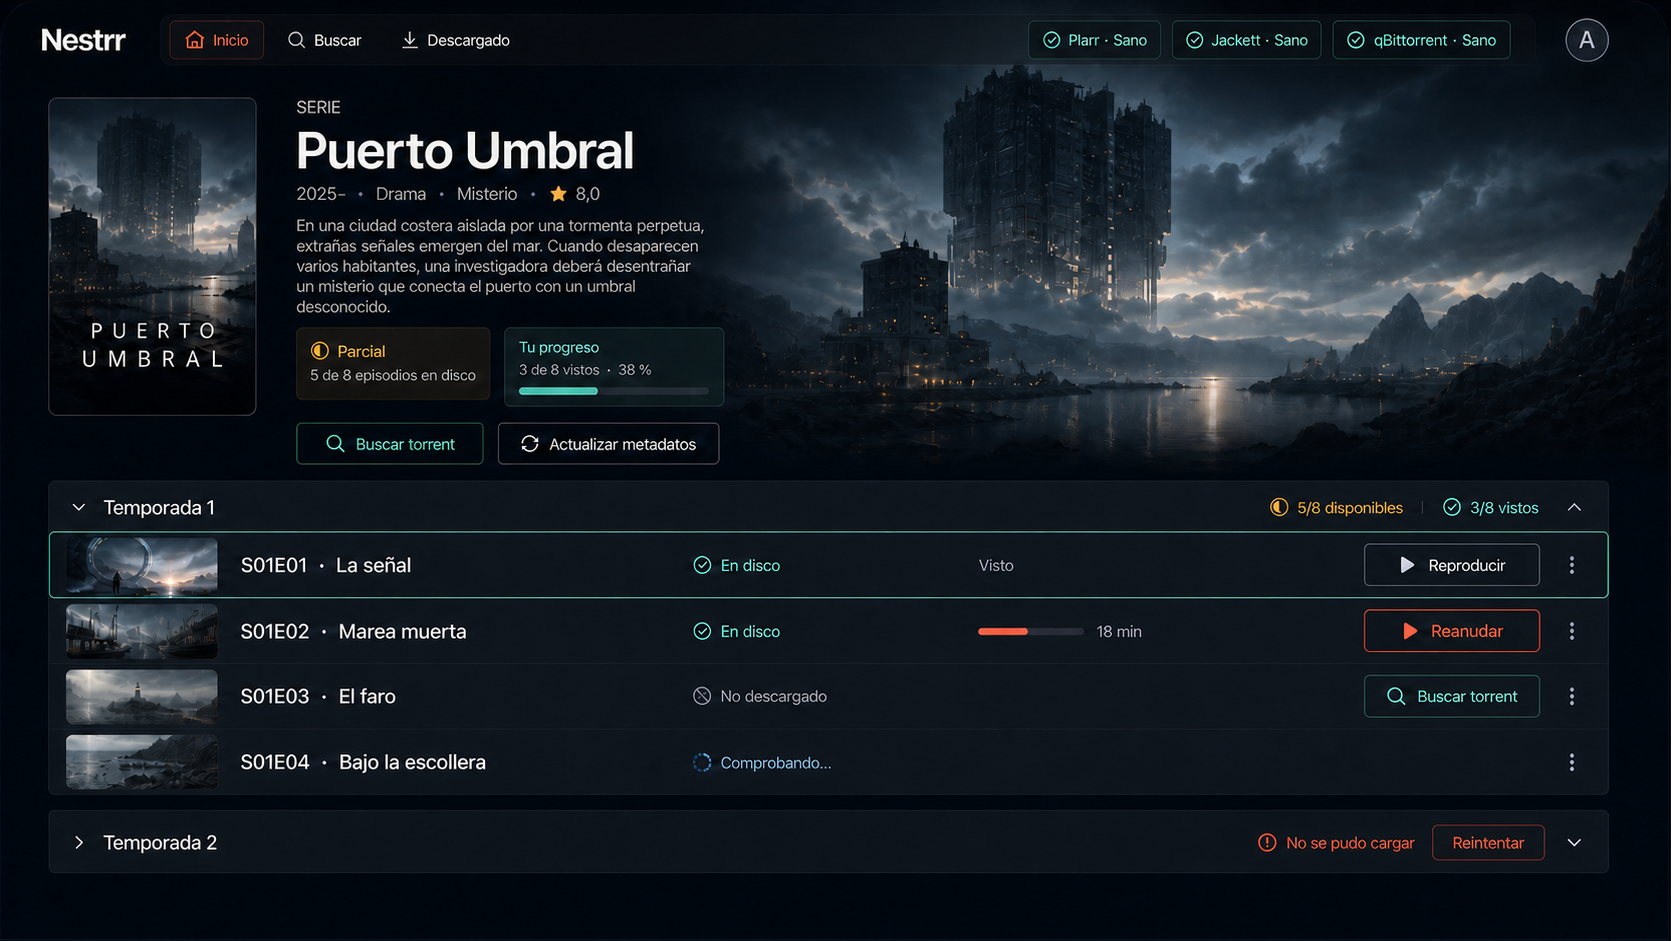 Nestrr
Inicio
Buscar
Descargado
Plarr · Sano
Jackett · Sano
qBittorrent · Sano
A
PUERTO
UMBRAL
SERIE
Puerto Umbral
2025– • Drama • Misterio • 8,0
En una ciudad costera aislada por una tormenta perpetua,
extrañas señales emergen del mar. Cuando desaparecen
varios habitantes, una investigadora deberá desentrañar
un misterio que conecta el puerto con un umbral
desconocido.
Parcial
5 de 8 episodios en disco
Tu progreso
3 de 8 vistos · 38 %
Buscar torrent
Actualizar metadatos
Temporada 1
5/8 disponibles
3/8 vistos
S01E01 · La señal
En disco
Visto
Reproducir
S01E02 · Marea muerta
En disco
18 min
Reanudar
S01E03 · El faro
No descargado
Buscar torrent
S01E04 · Bajo la escollera
Comprobando...
Temporada 2
No se pudo cargar
Reintentar